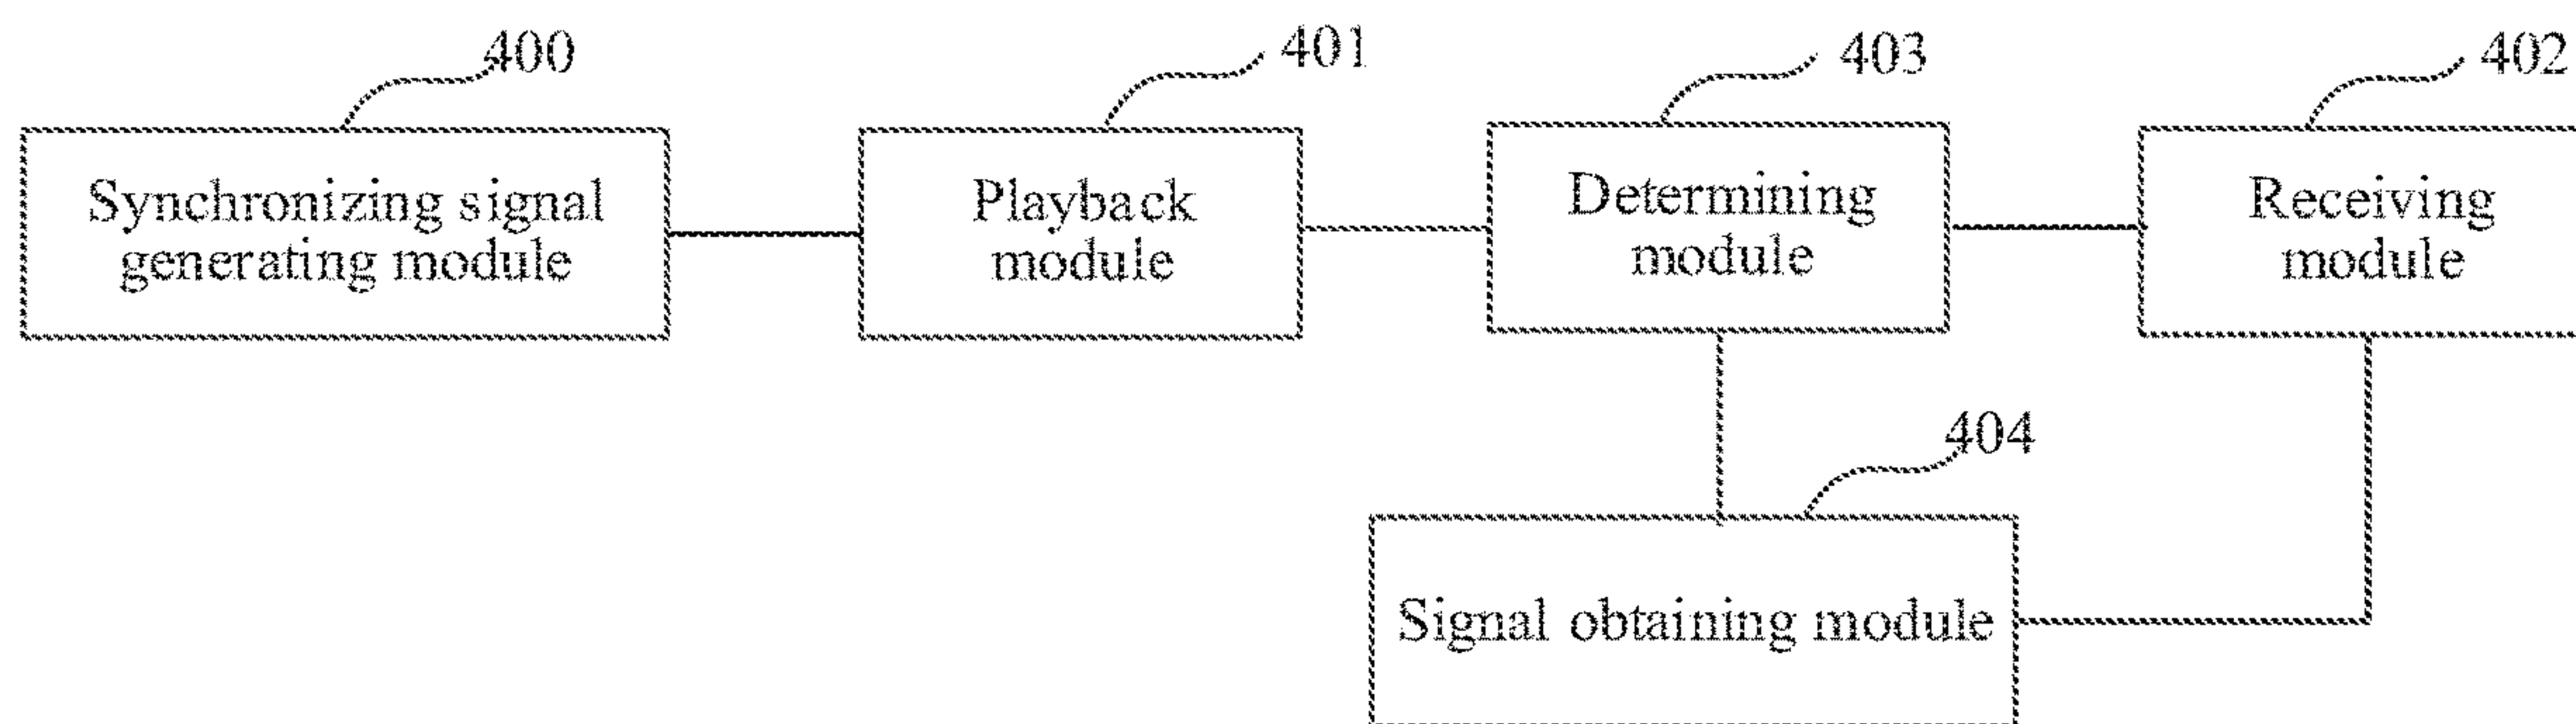 400
401
403
402
Synchronizing signal
generating module
Playback
module
Determining
module
Receiving
module
404
Signal obtaining module